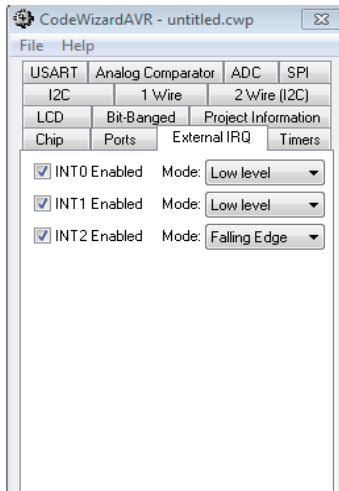 CodeWizardAVR - untitled.cwp
File Help
USART Analog Comparator ADC SPI
I2C 1 Wire 2 Wire (I2C)
LCD Bit-Banged Project Information
Chip Ports External IRQ Timers
INT0 Enabled Mode: Low level
INT1 Enabled Mode: Low level
INT2 Enabled Mode: Falling Edge